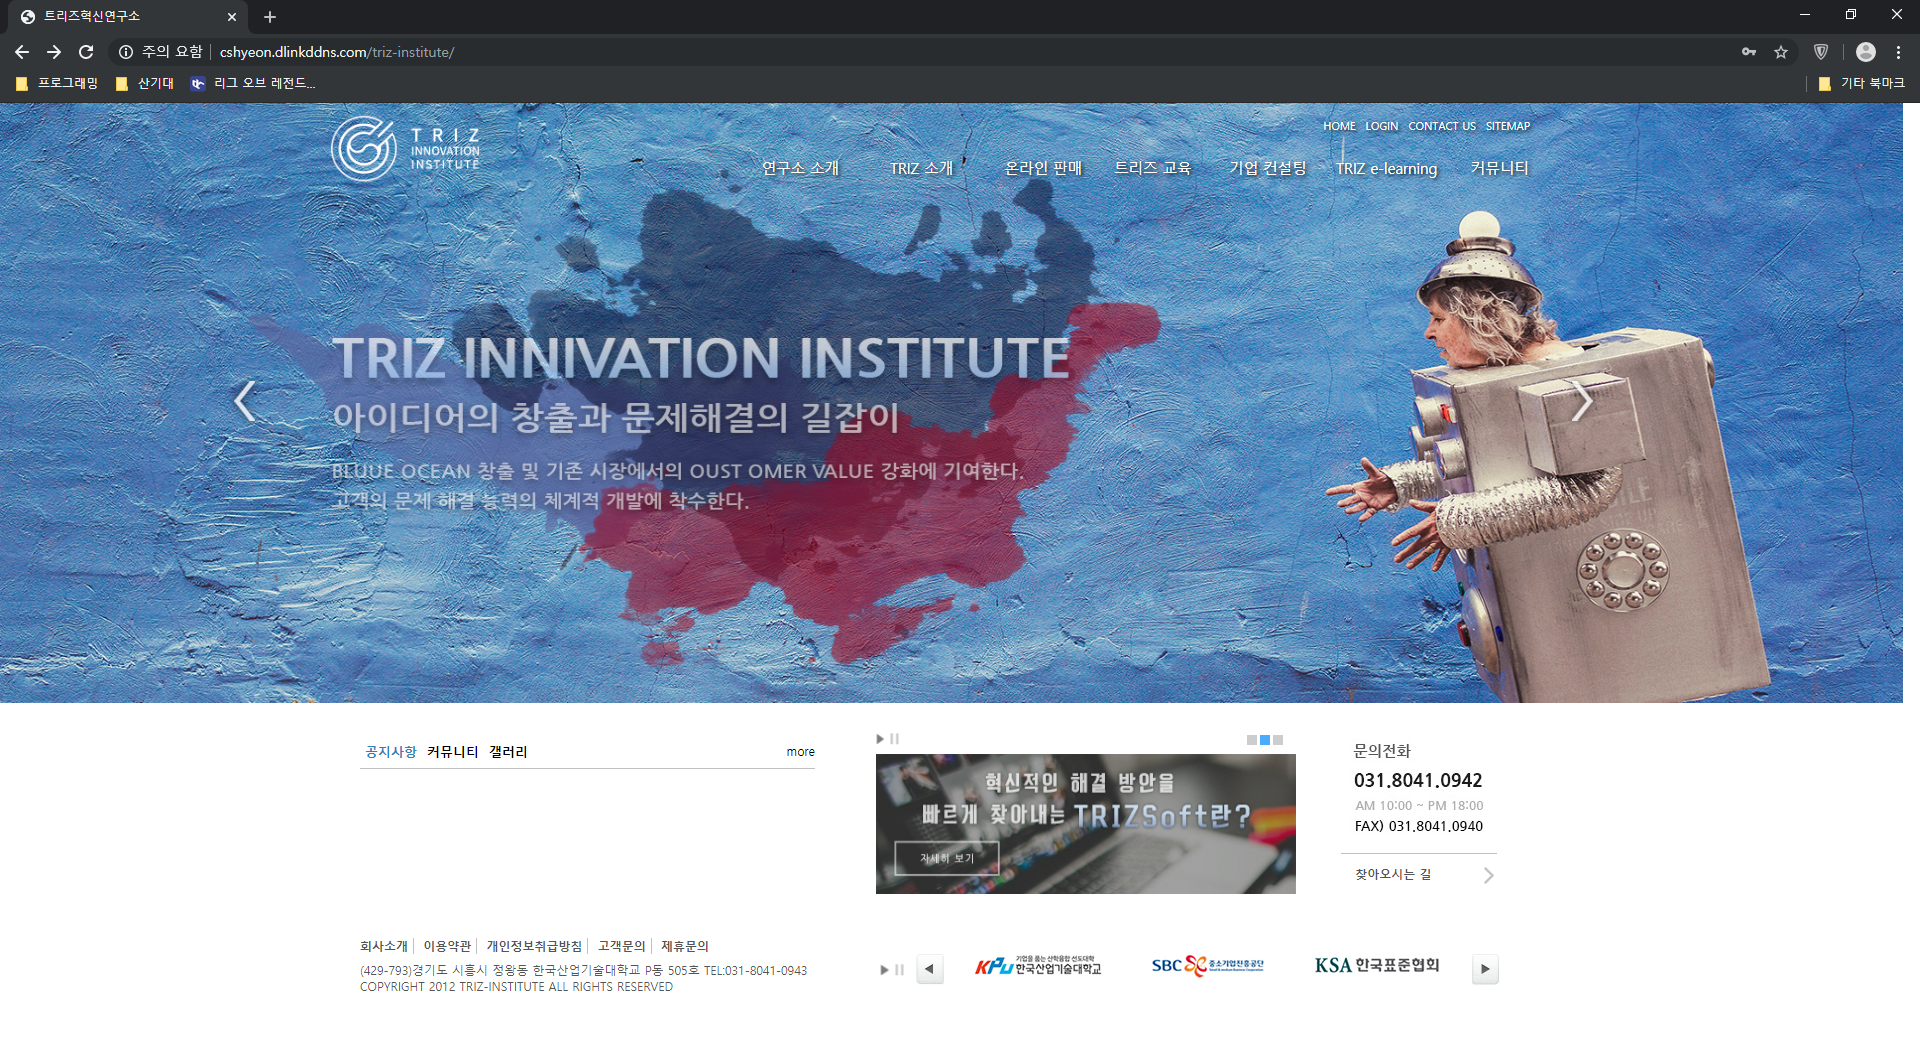 트리즈혁신연구소
주의 요함 cshyeon.dlinkddns.com/triz-institute/
프로그래밍 산기대 리그 오브 레전드... 기타 북마크
TRIZ
INNOVATION
INSTITUTE
HOME LOGIN CONTACT US SITEMAP
연구소 소개 TRIZ 소개 온라인 판매 트리즈 교육 기업 컨설팅 TRIZ e-learning 커뮤니티
TRIZ INNIVATION INSTITUTE
아이디어의 창출과 문제해결의 길잡이
BLUUE OCEAN 창출 및 기존 시장에서의 OUST OMER VALUE 강화에 기여한다.
고객의 문제 해결 능력의 체계적 개발에 착수한다.
공지사항 커뮤니티 갤러리 more
혁신적인 해결 방안을
빠르게 찾아내는 TRIZSoft란?
자세히 보기
문의전화
031.8041.0942
AM 10:00 ~ PM 18:00
FAX) 031.8041.0940
찾아오시는 길
회사소개 이용약관 개인정보취급방침 고객문의 제휴문의
(429-793)경기도 시흥시 정왕동 한국산업기술대학교 P동 505호 TEL:031-8041-0943
COPYRIGHT 2012 TRIZ-INSTITUTE ALL RIGHTS RESERVED
KPU 기업을 품는 산학융합 선도대학
한국산업기술대학교
SBC 중소기업진흥공단
KSA 한국표준협회